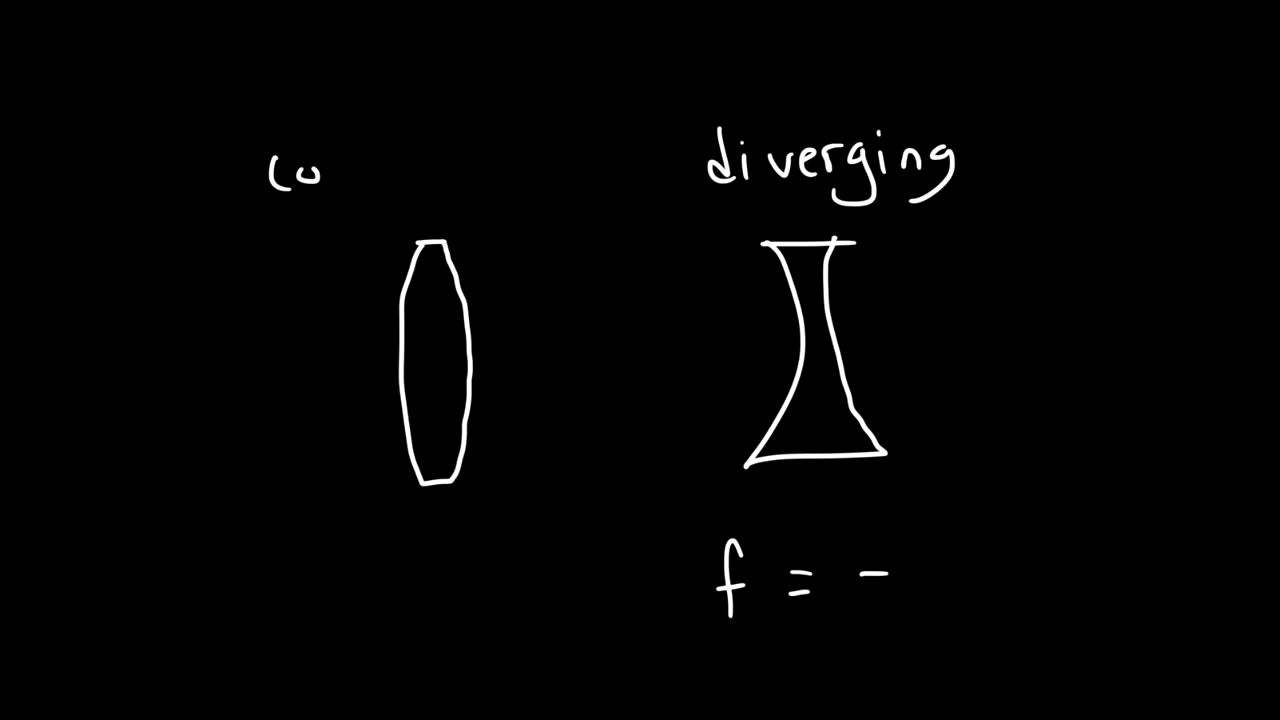 co
diverging
f = -